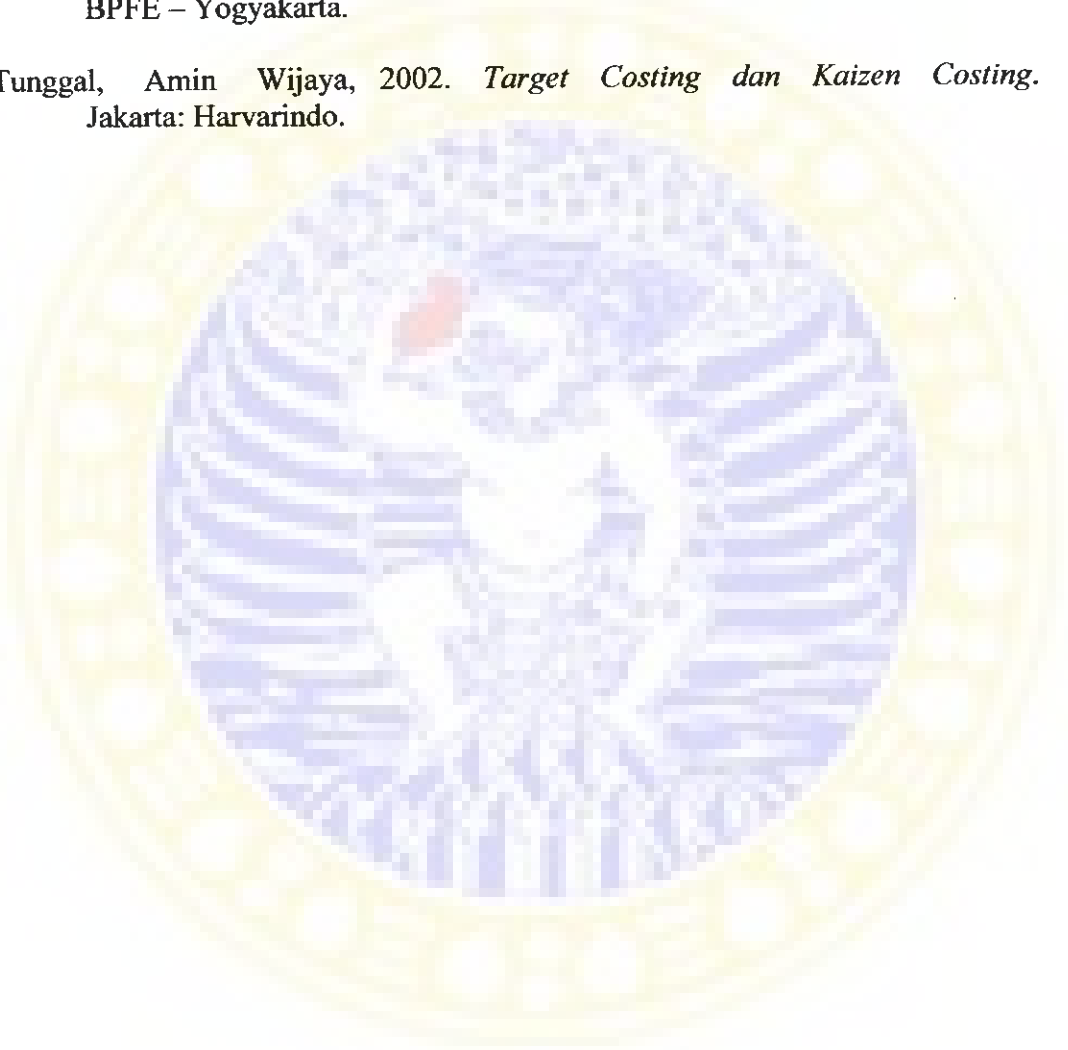 BPFE – Yogyakarta.
Tunggal, Amin Wijaya, 2002. Target Costing dan Kaizen Costing.
Jakarta: Harvarindo.